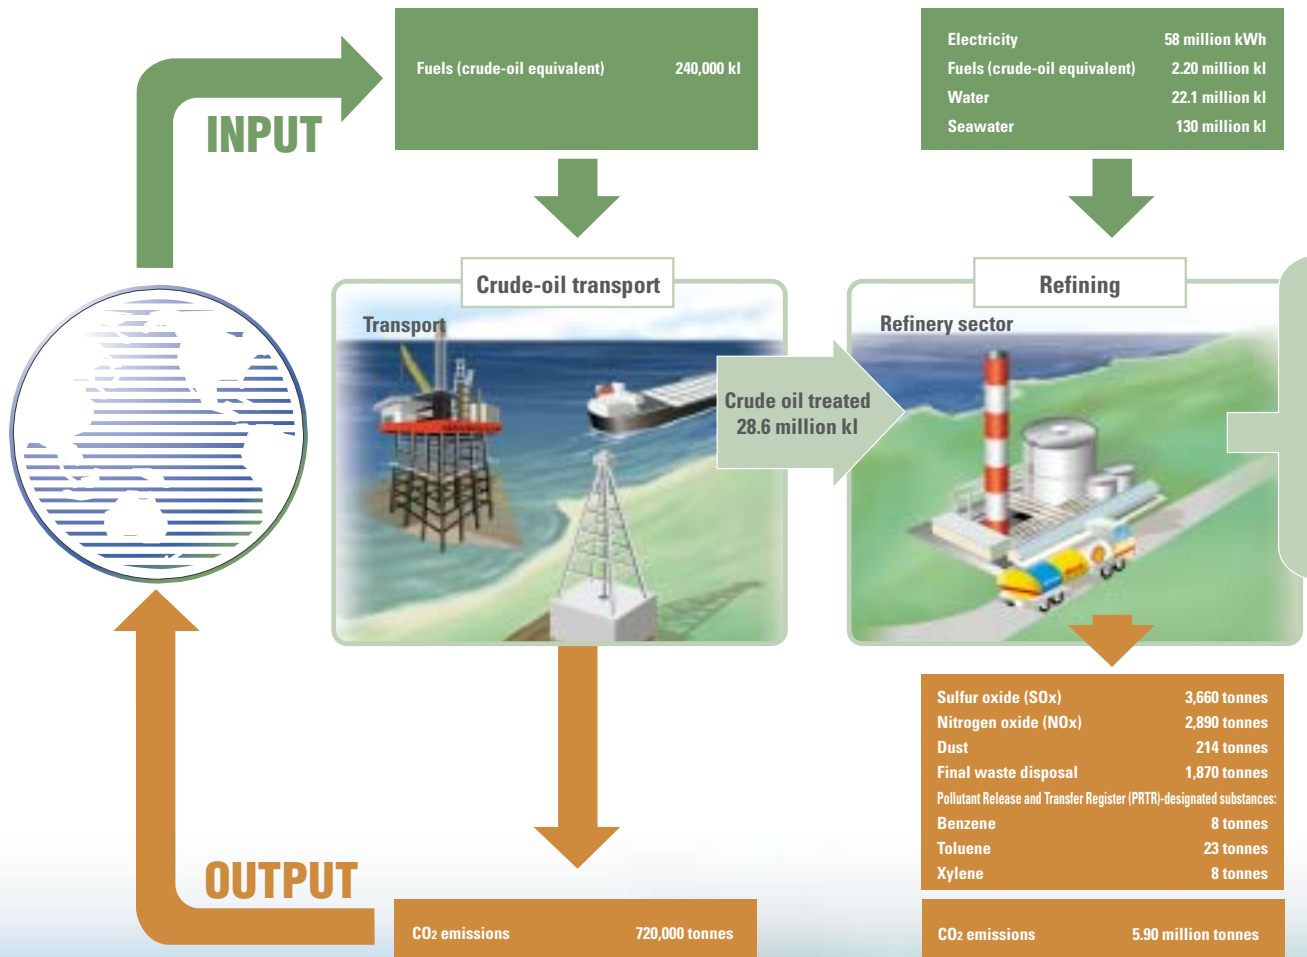 Fuels (crude-oil equivalent) 240,000 kl
Electricity 58 million kWh
Fuels (crude-oil equivalent) 2.20 million kl
Water 22.1 million kl
Seawater 130 million kl
INPUT
Crude-oil transport
Transport
Refining
Refinery sector
Crude oil treated
28.6 million kl
Sulfur oxide (SOx) 3,660 tonnes
Nitrogen oxide (NOx) 2,890 tonnes
Dust 214 tonnes
Final waste disposal 1,870 tonnes
Pollutant Release and Transfer Register (PRTR)-designated substances:
Benzene 8 tonnes
Toluene 23 tonnes
Xylene 8 tonnes
OUTPUT
CO2 emissions 720,000 tonnes
CO2 emissions 5.90 million tonnes